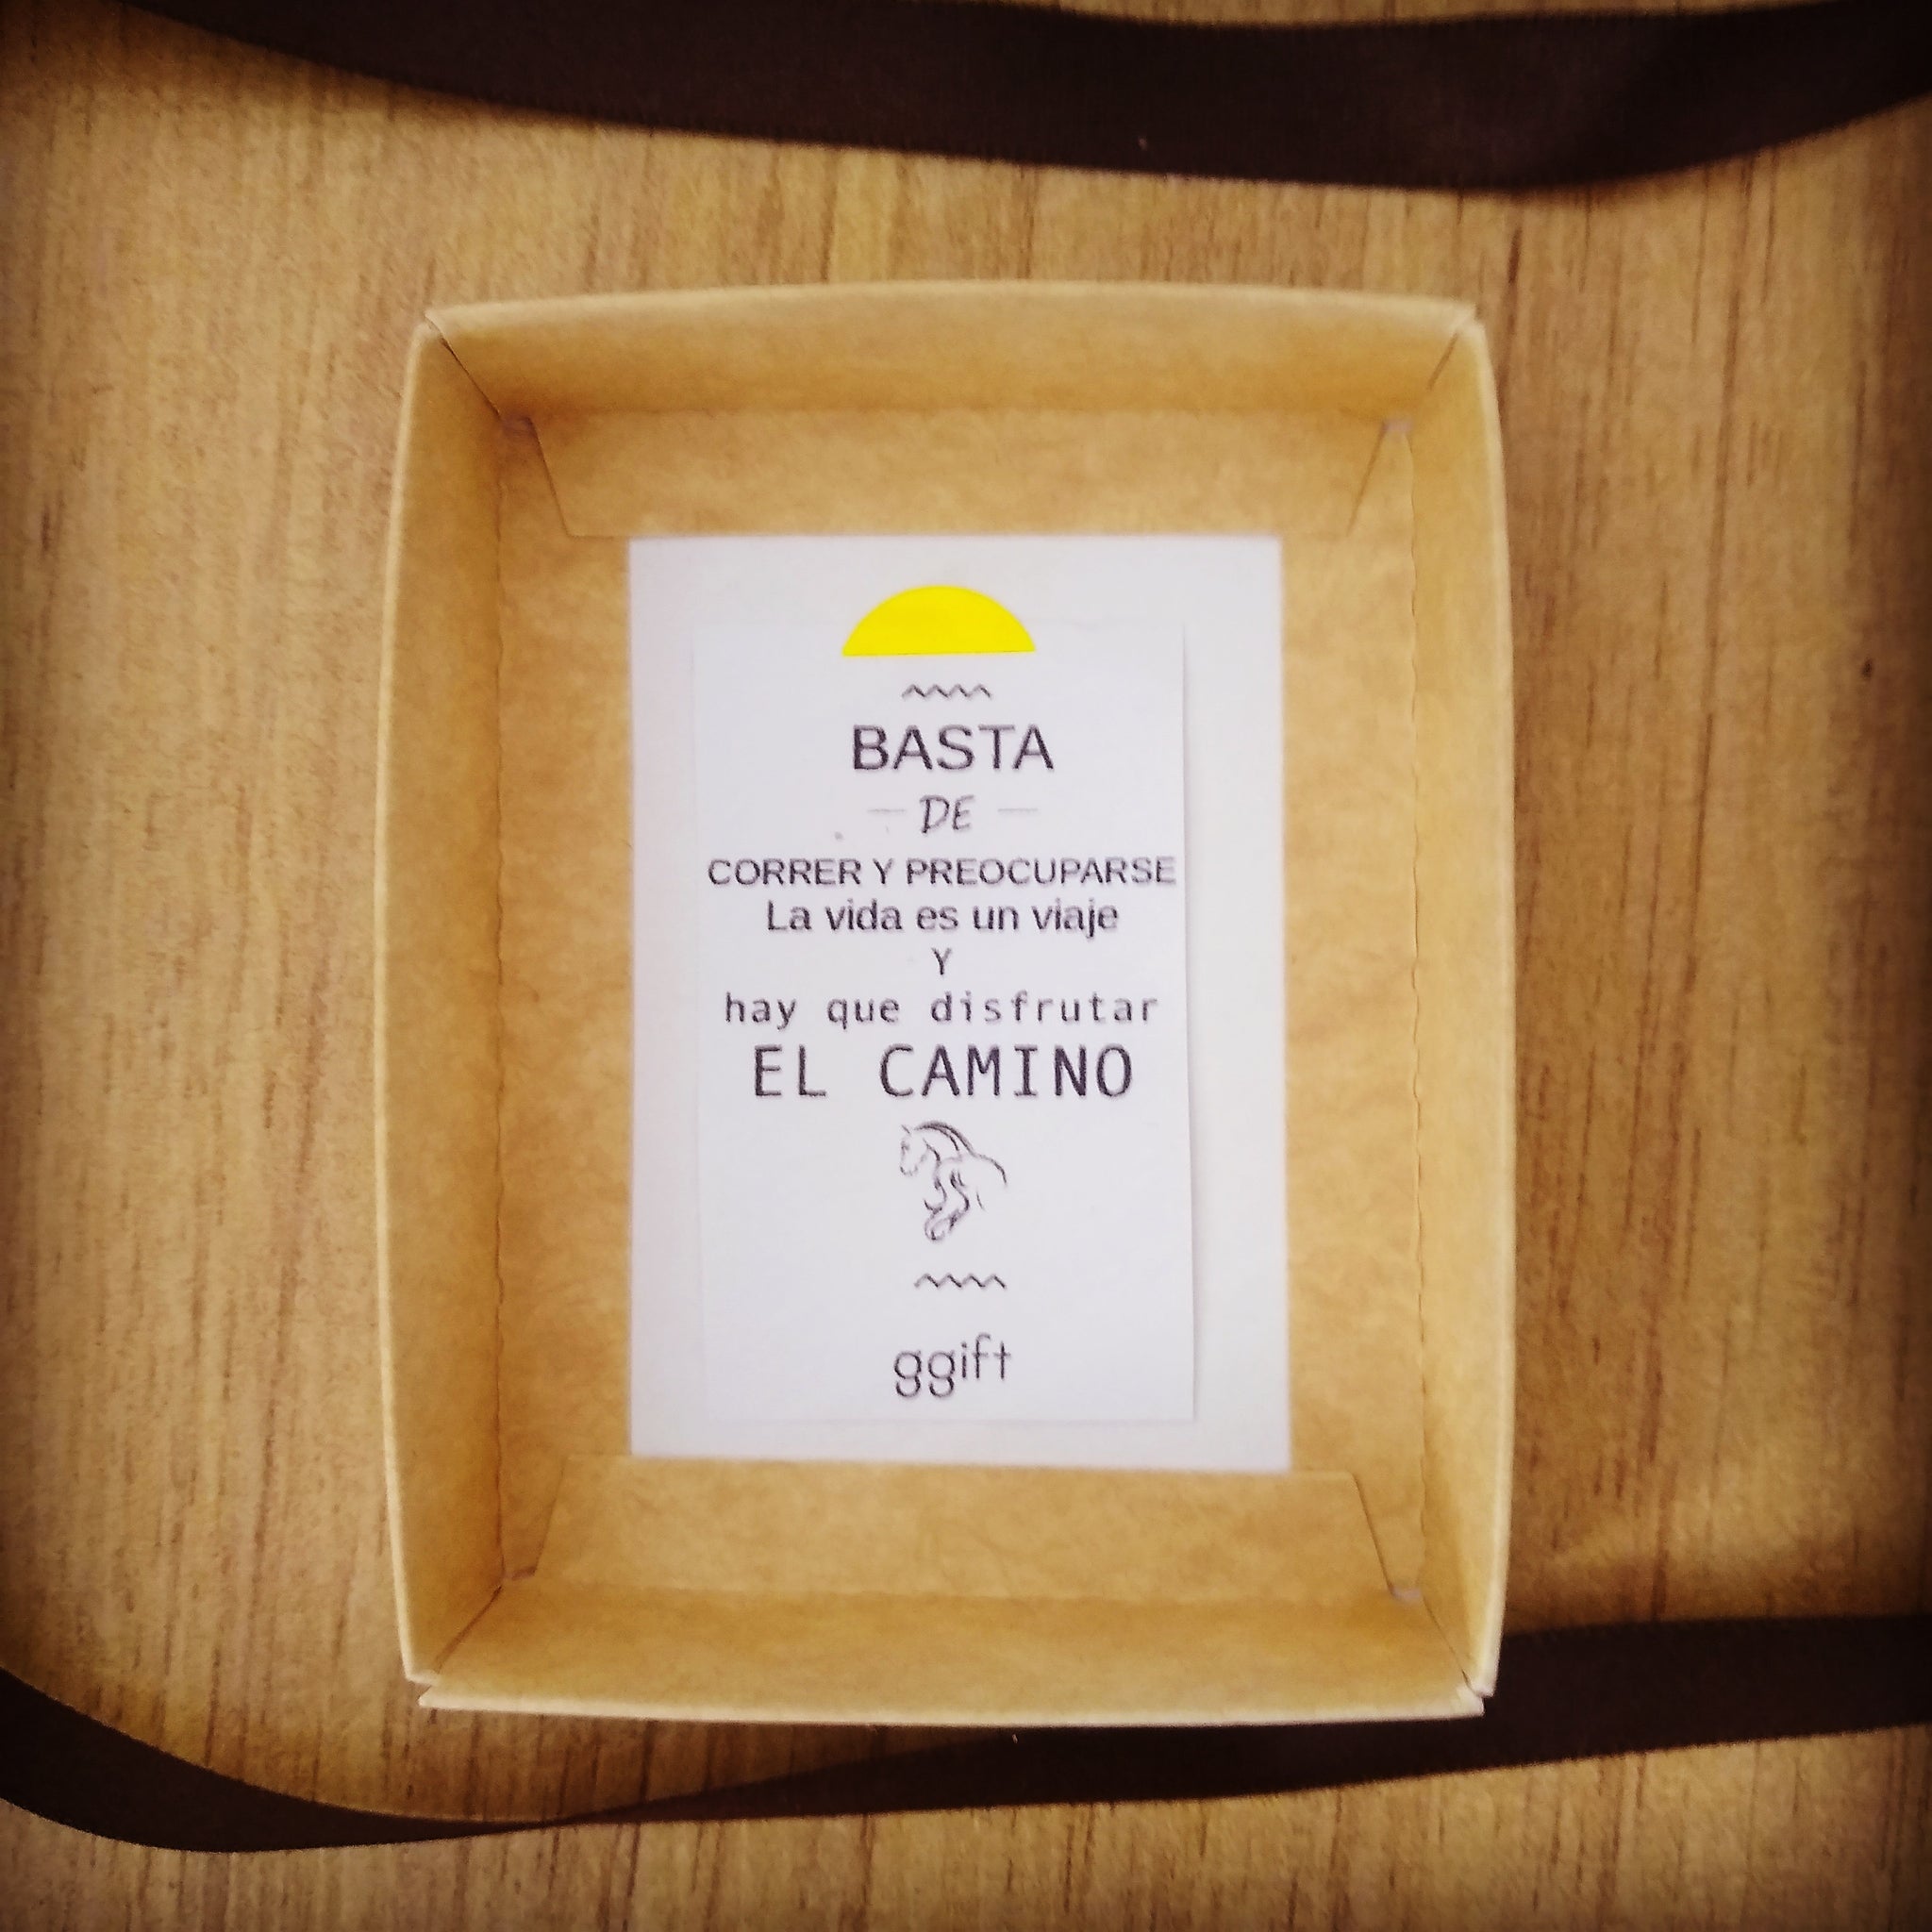 BASTA
DE
CORRER Y PREOCUPARSE
La vida es un viaje
Y
hay que disfrutar
EL CAMINO
ggift